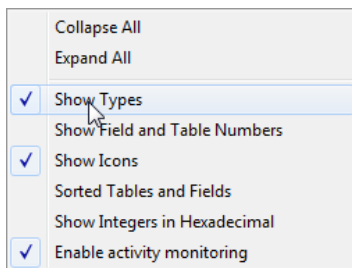 Collapse All
Expand All
Show Types
Show Field and Table Numbers
Show Icons
Sorted Tables and Fields
Show Integers in Hexadecimal
Enable activity monitoring